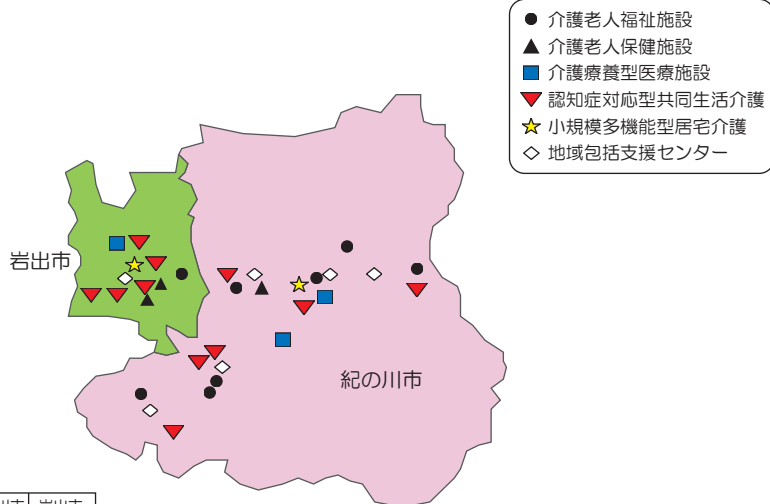 介護老人福祉施設
介護老人保健施設
介護療養型医療施設
認知症対応型共同生活介護
小規模多機能型居宅介護
地域包括支援センター
岩出市
紀の川市